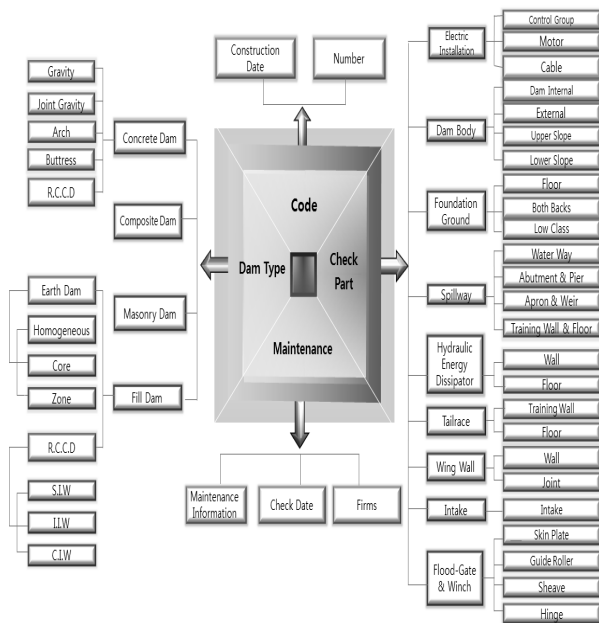 Construction
Date
Number
Gravity
Joint Gravity
Arch
Buttress
R.C.C.D
Concrete Dam
Composite Dam
Masonry Dam
Fill Dam
Earth Dam
Homogeneous
Core
Zone
R.C.C.D
S.I.W
I.I.W
C.I.W
Code
Dam Type
Check
Part
Maintenance
Maintenance
Information
Check Date
Firms
Electric
Installation
Control Group
Motor
Cable
Dam Body
Dam Internal
External
Upper Slope
Lower Slope
Foundation
Ground
Floor
Both Backs
Low Class
Spillway
Water Way
Abutment & Pier
Apron & Weir
Training Wall & Floor
Hydraulic
Energy
Dissipator
Wall
Floor
Tailrace
Training Wall
Floor
Wing Wall
Wall
Joint
Intake
Intake
Flood-Gate
& Winch
Skin Plate
Guide Roller
Sheave
Hinge